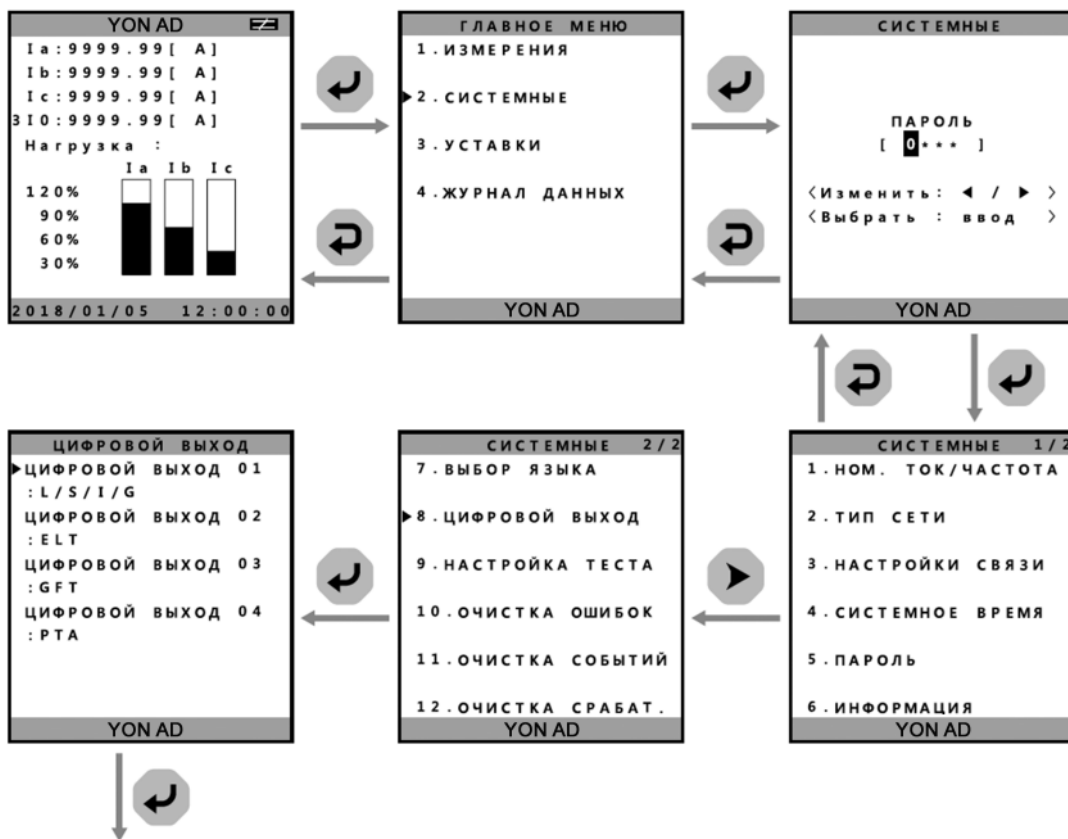 YON AD
Ia:9999.99[ A]
Ib:9999.99[ A]
Ic:9999.99[ A]
3I0:9999.99[ A]
Нагрузка :
Ia Ib Ic
120%
90%
60%
30%
2018/01/05 12:00:00
ГЛАВНОЕ МЕНЮ
1.ИЗМЕРЕНИЯ
2.СИСТЕМНЫЕ
3.УСТАВКИ
4.ЖУРНАЛ ДАННЫХ
YON AD
СИСТЕМНЫЕ
ПАРОЛЬ
[ 0*** ]
<Изменить: ◀ / ▶ >
<Выбрать : ввод >
YON AD
ЦИФРОВОЙ ВЫХОД
ЦИФРОВОЙ ВЫХОД 01
:L/S/I/G
ЦИФРОВОЙ ВЫХОД 02
:ELT
ЦИФРОВОЙ ВЫХОД 03
:GFT
ЦИФРОВОЙ ВЫХОД 04
:PTA
YON AD
СИСТЕМНЫЕ 2/2
7.ВЫБОР ЯЗЫКА
8.ЦИФРОВОЙ ВЫХОД
9.НАСТРОЙКА ТЕСТА
10.ОЧИСТКА ОШИБОК
11.ОЧИСТКА СОБЫТИЙ
12.ОЧИСТКА СРАБАТ.
YON AD
СИСТЕМНЫЕ 1/2
1.НОМ. ТОК/ЧАСТОТА
2.ТИП СЕТИ
3.НАСТРОЙКИ СВЯЗИ
4.СИСТЕМНОЕ ВРЕМЯ
5.ПАРОЛЬ
6.ИНФОРМАЦИЯ
YON AD